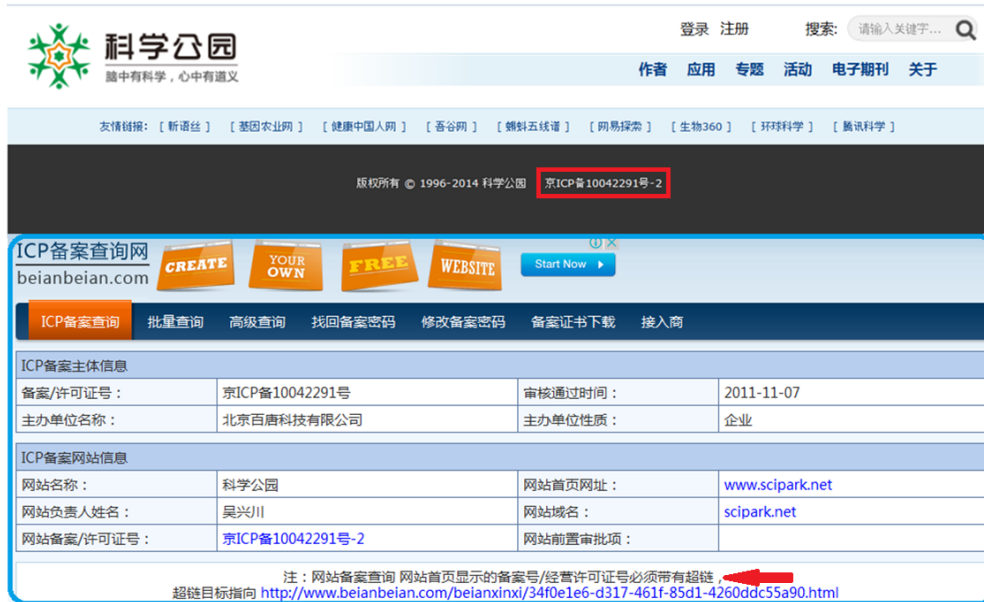 登录 注册 搜索: 请输入关键字...
科学公园
脑中有科学，心中有道义
作者 应用 专题 活动 电子期刊 关于
友情链接: [ 新语丝 ] [ 基因农业网 ] [ 健康中国人网 ] [ 吾谷网 ] [ 蝌蚪五线谱 ] [ 网易探索 ] [ 生物360 ] [ 环球科学 ] [ 腾讯科学 ]
版权所有 © 1996-2014 科学公园 京ICP备10042291号-2
ICP备案查询网
beianbeian.com
CREATE YOUR OWN FREE WEBSITE Start Now
ICP备案查询 批量查询 高级查询 找回备案密码 修改备案密码 备案证书下载 接入商
ICP备案主体信息
备案/许可证号： 京ICP备10042291号 审核通过时间： 2011-11-07
主办单位名称： 北京百唐科技有限公司 主办单位性质： 企业
ICP备案网站信息
网站名称： 科学公园 网站首页网址： www.scipark.net
网站负责人姓名： 吴兴川 网站域名： scipark.net
网站备案/许可证号： 京ICP备10042291号-2 网站前置审批项：
注：网站备案查询 网站首页显示的备案号/经营许可证号必须带有超链，
超链目标指向 http://www.beianbeian.com/beianxinxi/34f0e1e6-d317-461f-85d1-4260ddc55a90.html